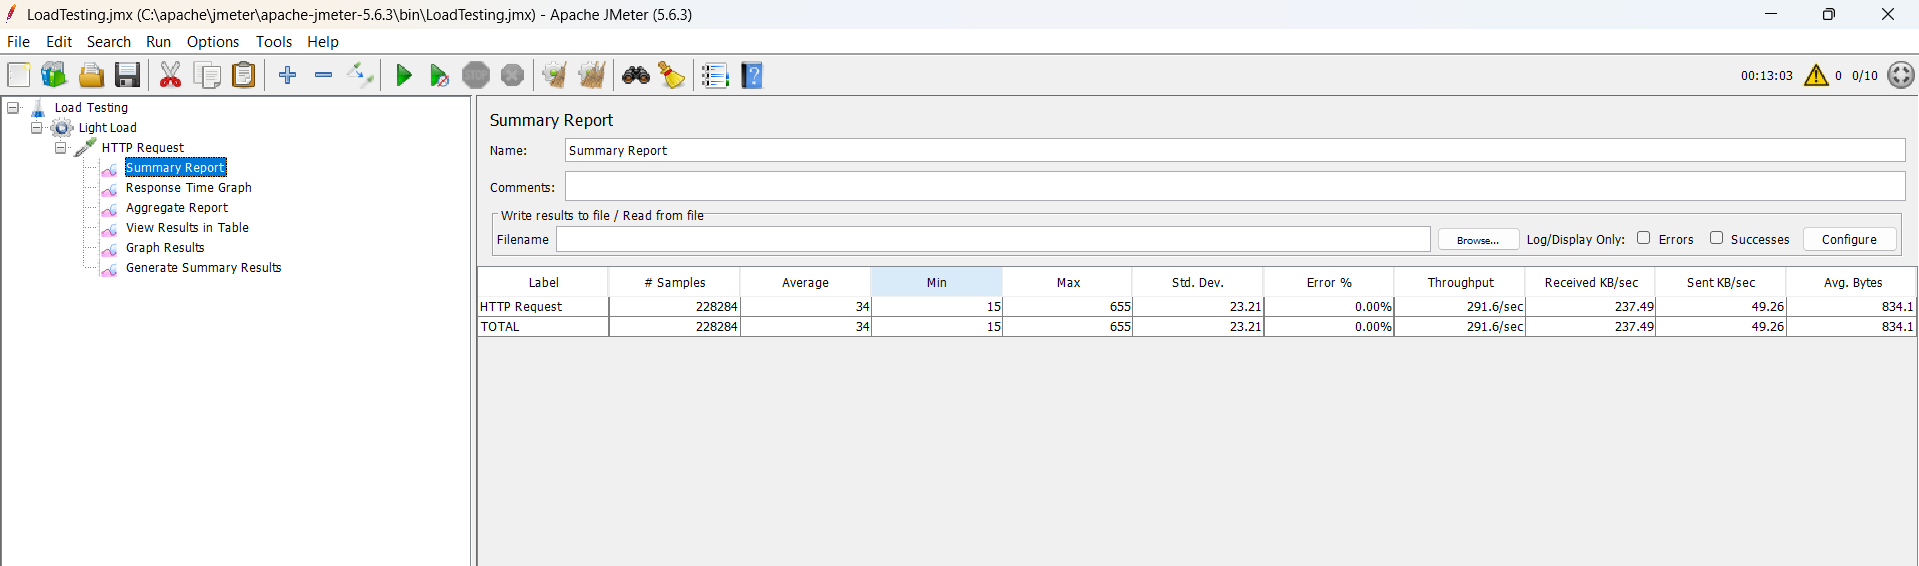 LoadTesting.jmx (C:\apache\jmeter\apache-jmeter-5.6.3\bin\LoadTesting.jmx) - Apache JMeter (5.6.3)
File Edit Search Run Options Tools Help
STOP ? 00:13:03 0 0/10
Load Testing
Light Load
HTTP Request
Summary Report
Response Time Graph
Aggregate Report
View Results in Table
Graph Results
Generate Summary Results
Summary Report
Name: Summary Report
Comments:
Write results to file / Read from file
Filename Browse... Log/Display Only: Errors Successes Configure
Label # Samples Average Min Max Std. Dev. Error % Throughput Received KB/sec Sent KB/sec Avg. Bytes
HTTP Request 228284 34 15 655 23.21 0.00% 291.6/sec 237.49 49.26 834.1
TOTAL 228284 34 15 655 23.21 0.00% 291.6/sec 237.49 49.26 834.1